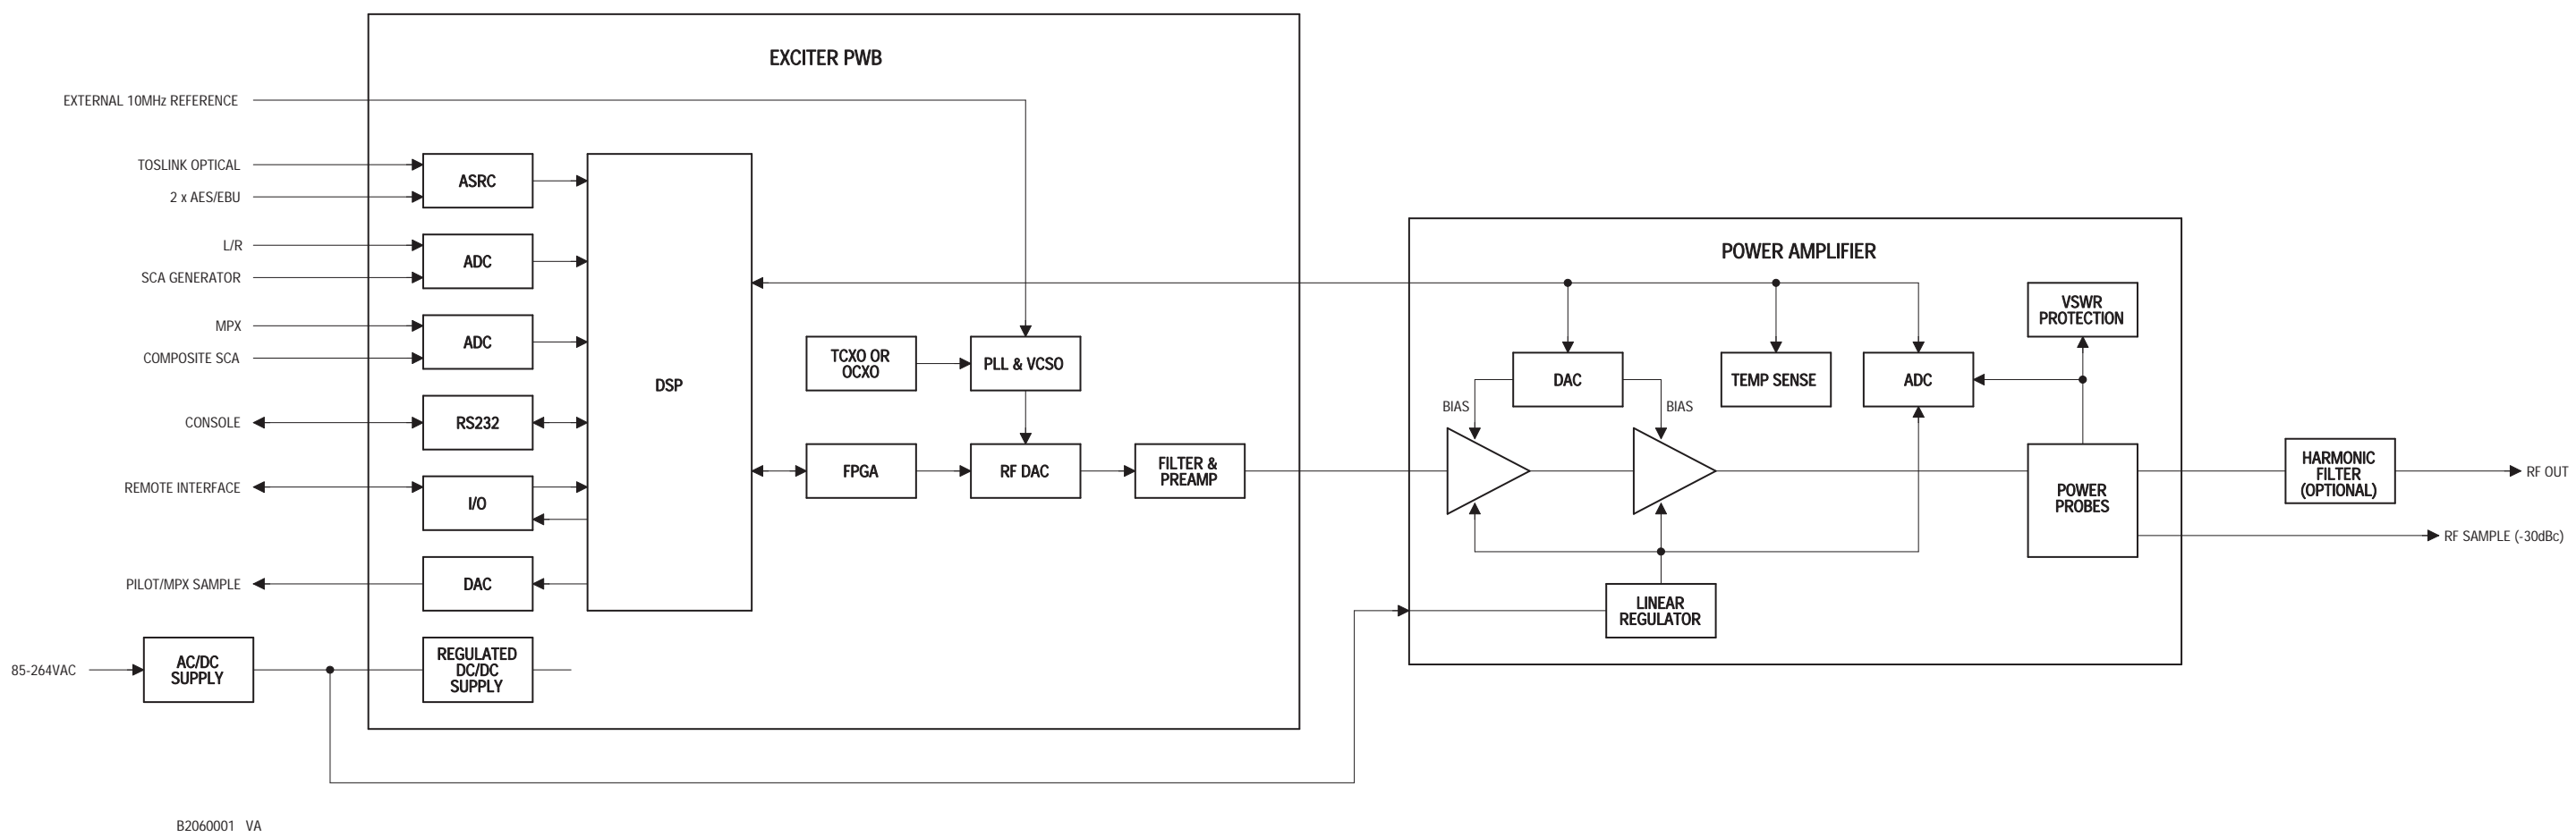 EXCITER PWB
EXTERNAL 10MHz REFERENCE
TOSLINK OPTICAL
2 x AES/EBU
ASRC
L/R
SCA GENERATOR
ADC
MPX
COMPOSITE SCA
ADC
CONSOLE
RS232
REMOTE INTERFACE
I/O
PILOT/MPX SAMPLE
DAC
85-264VAC
AC/DC
SUPPLY
REGULATED
DC/DC
SUPPLY
DSP
TCXO OR
OCXO
PLL & VCSO
FPGA
RF DAC
FILTER &
PREAMP
POWER AMPLIFIER
DAC
BIAS
BIAS
TEMP SENSE
ADC
VSWR
PROTECTION
LINEAR
REGULATOR
POWER
PROBES
HARMONIC
FILTER
(OPTIONAL)
RF OUT
RF SAMPLE (-30dBc)
B2060001 VA